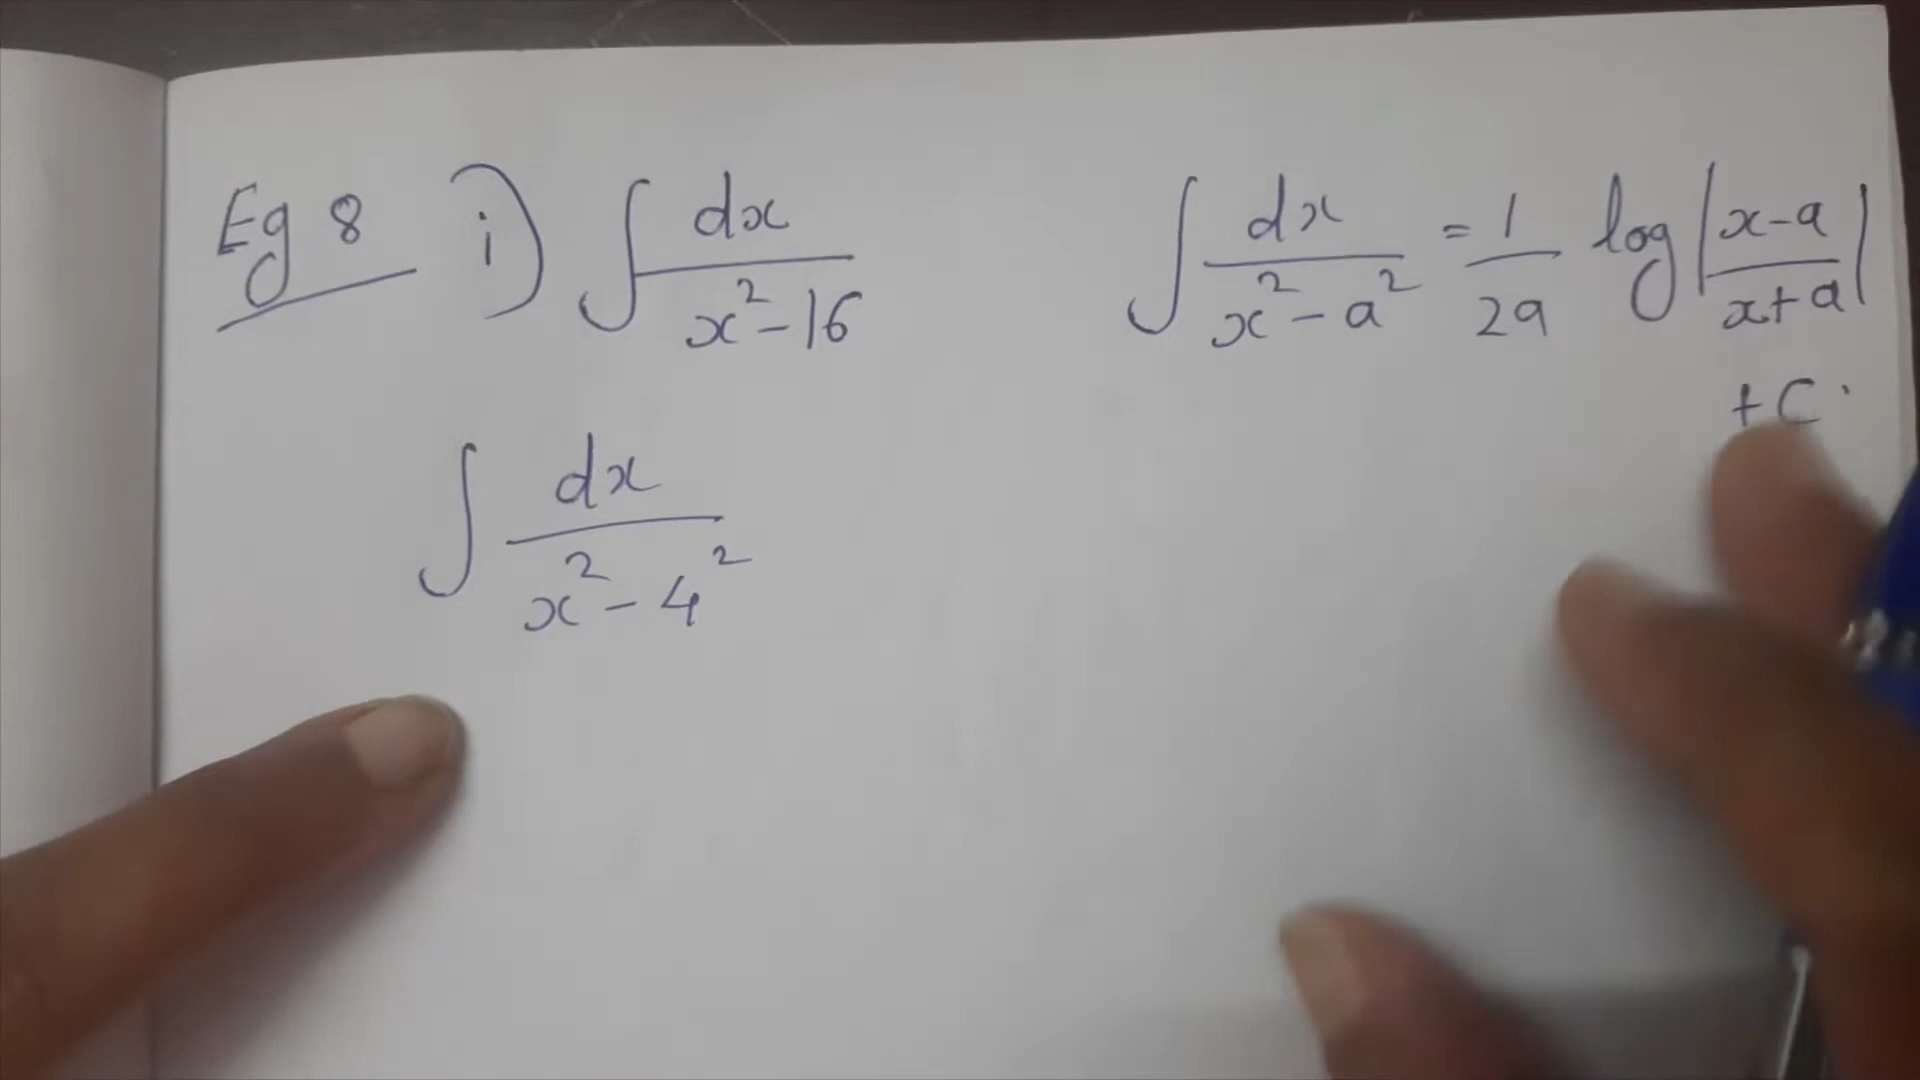 Eg 8 i) ∫ dx / x² - 16
∫ dx / x² - a² = 1 / 2a log | x - a / x + a |
+ C.
∫ dx / x² - 4²